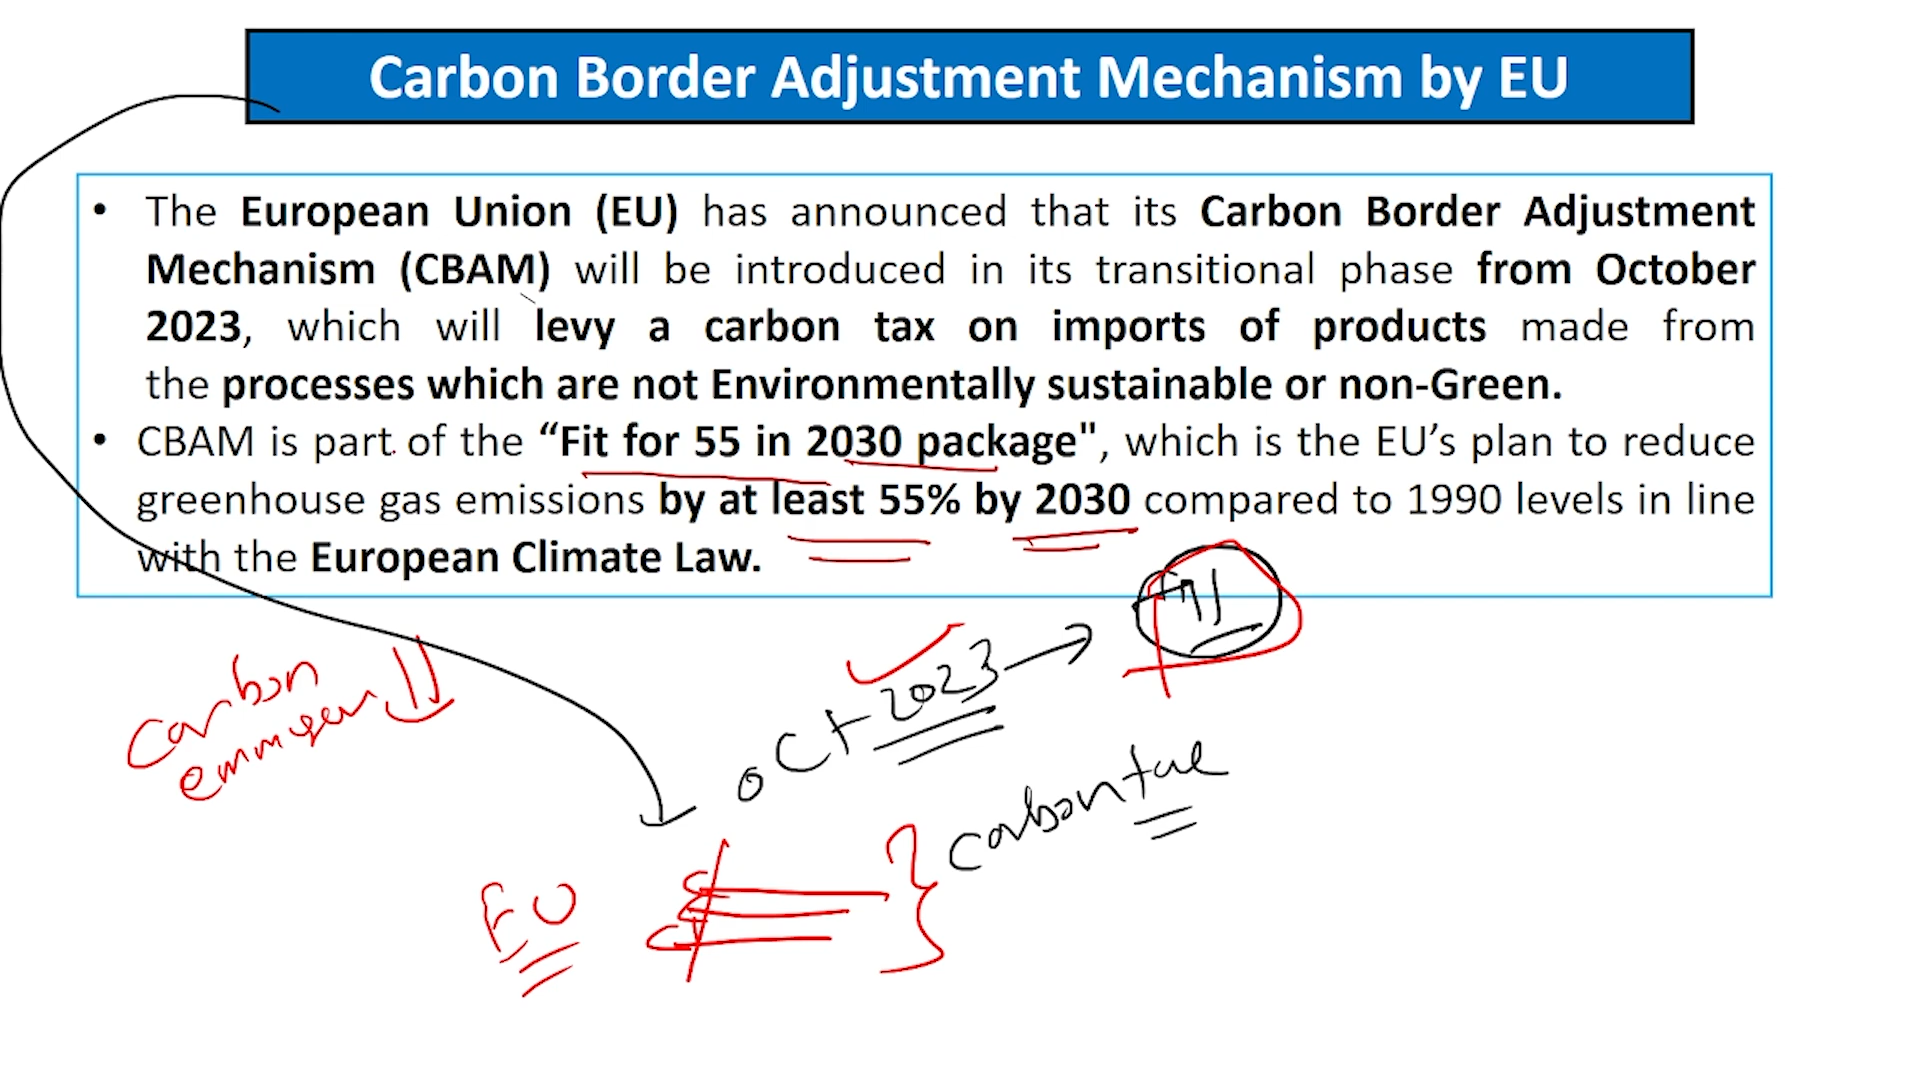 Carbon Border Adjustment Mechanism by EU
• The European Union (EU) has announced that its Carbon Border Adjustment
Mechanism (CBAM) will be introduced in its transitional phase from October
2023, which will levy a carbon tax on imports of products made from
the processes which are not Environmentally sustainable or non-Green.
• CBAM is part of the “Fit for 55 in 2030 package", which is the EU’s plan to reduce
greenhouse gas emissions by at least 55% by 2030 compared to 1990 levels in line
with the European Climate Law.
Carbon
oct 2023
EU
carbon